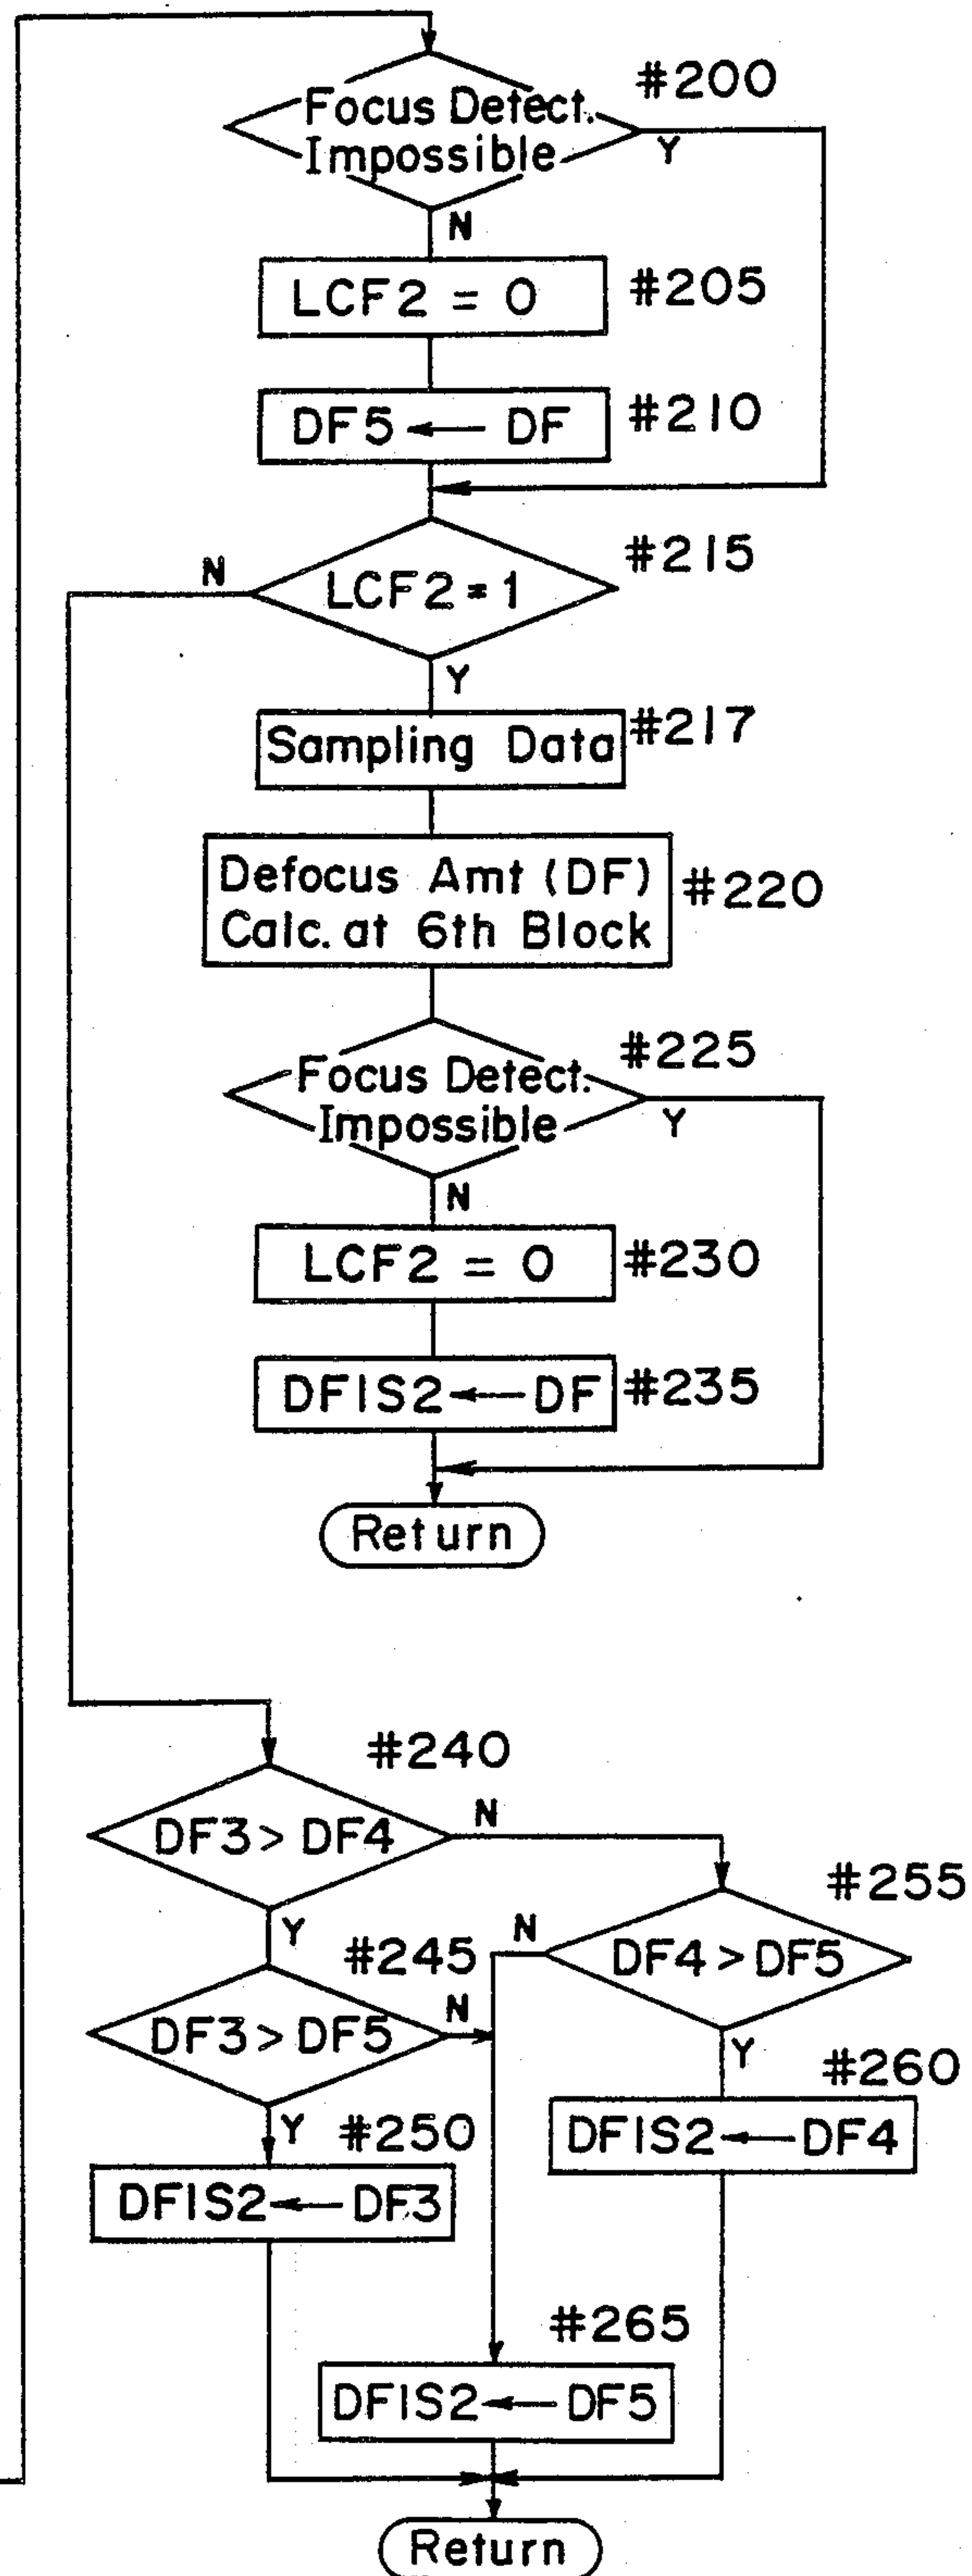 #200
Focus Detect.
Impossible
Y
N
LCF2 = 0
#205
DF5 ← DF
#210
#215
N
LCF2 = 1
Y
Sampling Data
#217
Defocus Amt (DF)
Calc. at 6th Block
#220
#225
Focus Detect.
Impossible
Y
N
LCF2 = 0
#230
DFIS2 ← DF
#235
Return
#240
DF3 > DF4
N
#255
Y
#245
N
DF4 > DF5
DF3 > DF5
N
Y
#260
Y
#250
DFIS2 ← DF4
DFIS2 ← DF3
#265
DFIS2 ← DF5
Return